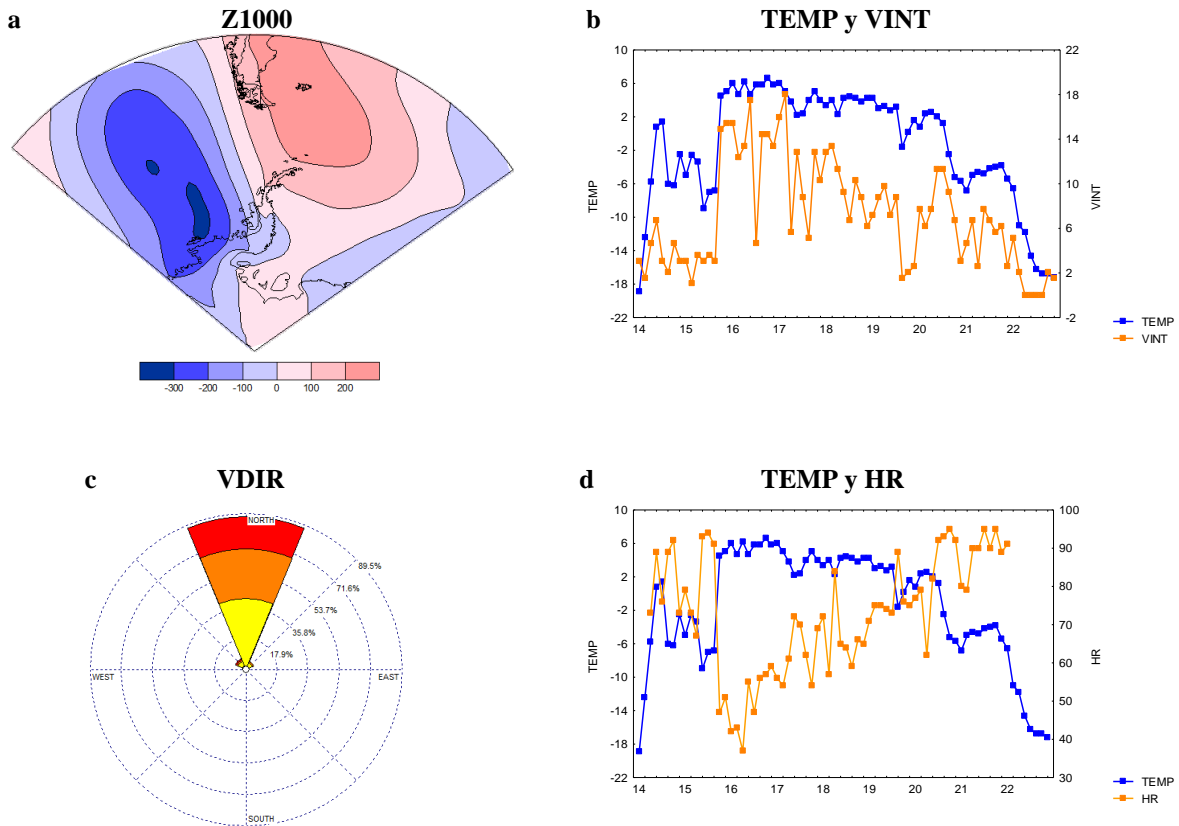 a
Z1000
-300 -200 -100 0 100 200
b
TEMP y VINT
10
6
2
-2
-6
-10
-14
-18
-22
TEMP
22
18
14
10
6
2
-2
VINT
14 15 16 17 18 19 20 21 22
TEMP
VINT
c
VDIR
NORTH
89.5%
71.6%
53.7%
35.8%
17.9%
WEST
EAST
SOUTH
d
TEMP y HR
10
6
2
-2
-6
-10
-14
-18
-22
TEMP
100
90
80
70
60
50
40
30
HR
14 15 16 17 18 19 20 21 22
TEMP
HR